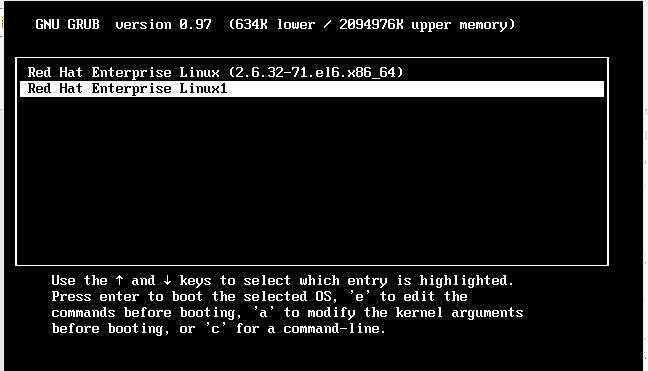 GNU GRUB  version 0.97  (634K lower / 2094976K upper memory)
Red Hat Enterprise Linux (2.6.32-71.el6.x86_64)
Red Hat Enterprise Linux1
Use the ↑ and ↓ keys to select which entry is highlighted.
Press enter to boot the selected OS, 'e' to edit the
commands before booting, 'a' to modify the kernel arguments
before booting, or 'c' for a command-line.